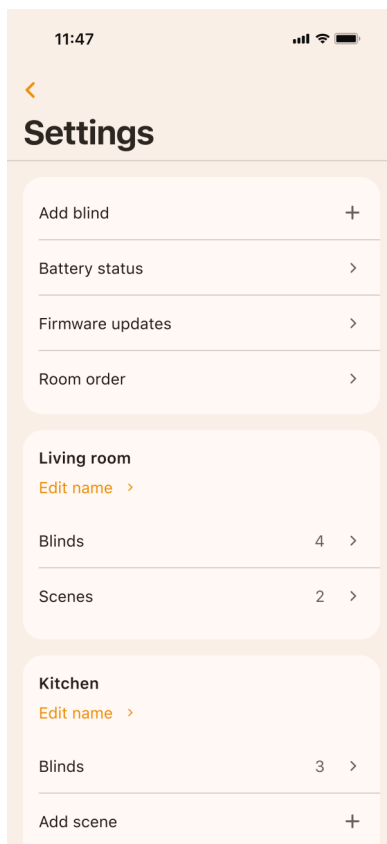 11:47
Settings
Add blind
Battery status
Firmware updates
Room order
Living room
Edit name
Blinds 4
Scenes 2
Kitchen
Edit name
Blinds 3
Add scene